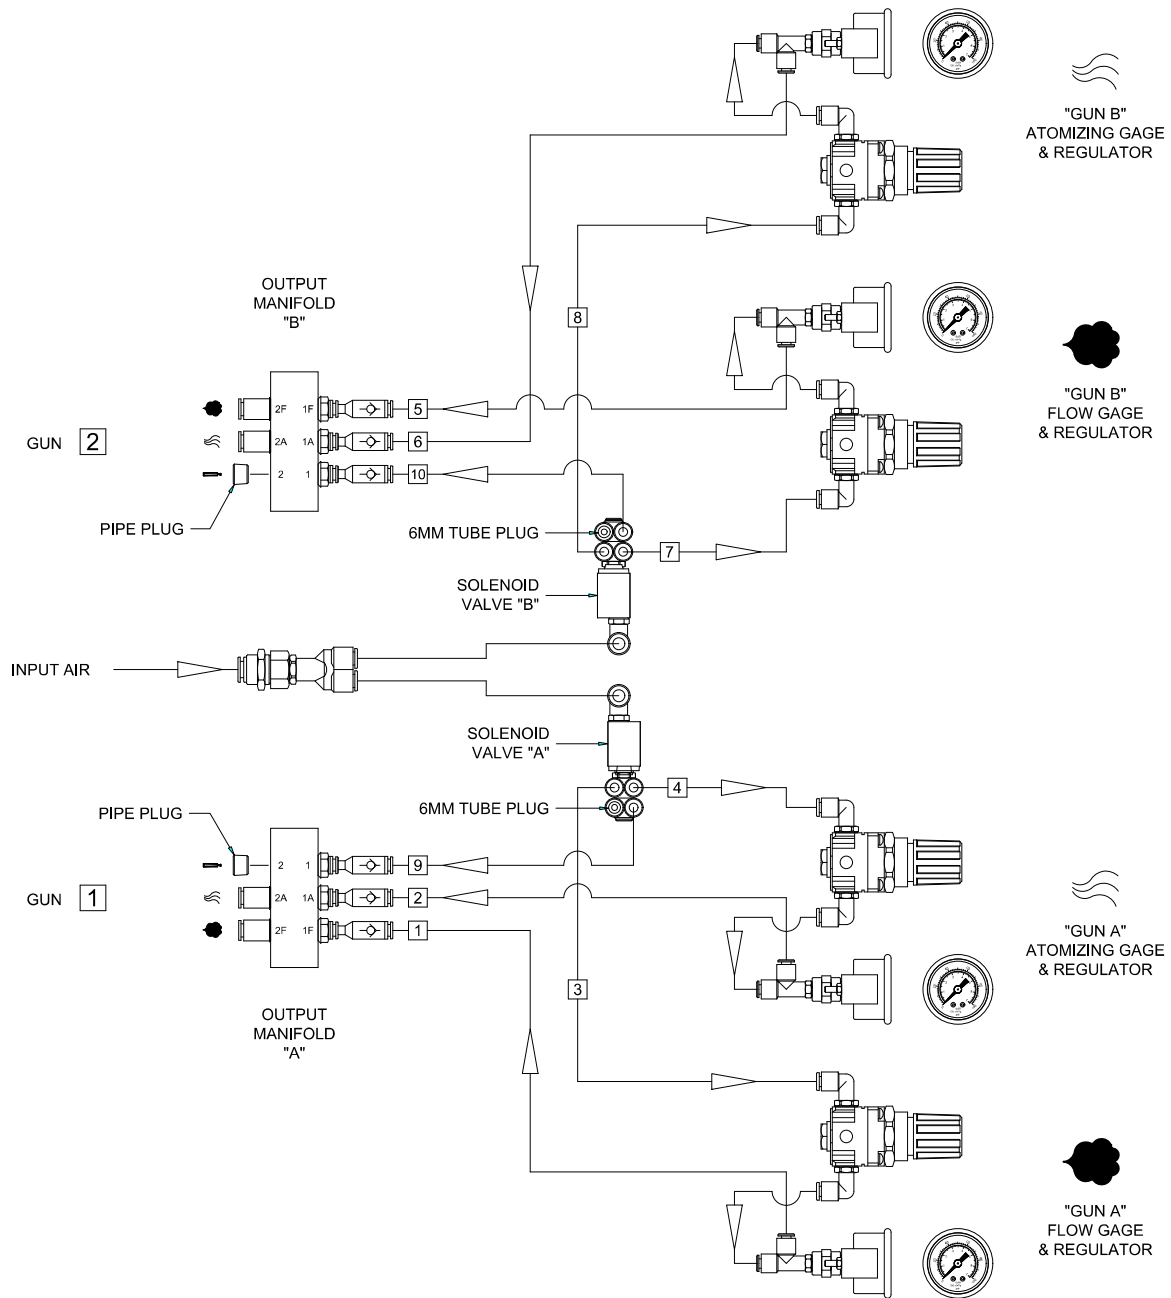 "GUN B"
ATOMIZING GAGE
& REGULATOR
8
OUTPUT
MANIFOLD
"B"
"GUN B"
FLOW GAGE
& REGULATOR
2F 1F 5
GUN 2 2A 1A 6
2 1 10
PIPE PLUG
6MM TUBE PLUG
7
SOLENOID
VALVE "B"
INPUT AIR
SOLENOID
VALVE "A"
4
PIPE PLUG
6MM TUBE PLUG
2 1 9
GUN 1 2A 1A 2
2F 1F 1
"GUN A"
ATOMIZING GAGE
& REGULATOR
3
OUTPUT
MANIFOLD
"A"
"GUN A"
FLOW GAGE
& REGULATOR